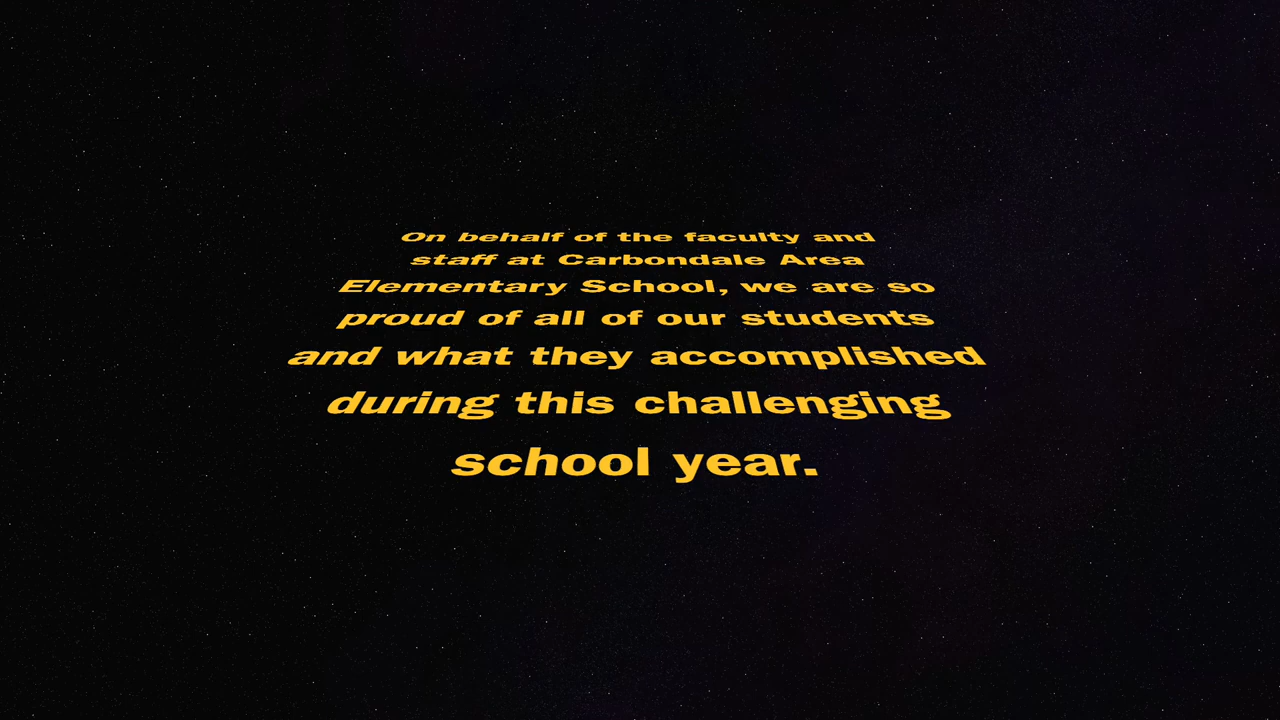 On behalf of the faculty and
staff at Carbondale Area
Elementary School, we are so
proud of all of our students
and what they accomplished
during this challenging
school year.